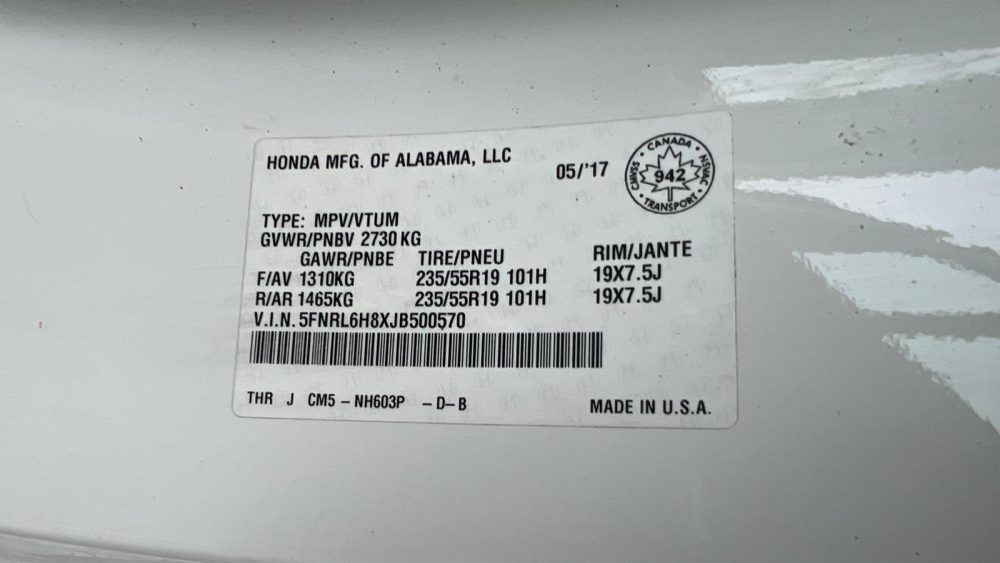 HONDA MFG. OF ALABAMA, LLC
05/'17
CANADA
CMVSS 942 NSVAC
TRANSPORT
TYPE: MPV/VTUM
GVWR/PNBV 2730 KG
GAWR/PNBE TIRE/PNEU RIM/JANTE
F/AV 1310KG 235/55R19 101H 19X7.5J
R/AR 1465KG 235/55R19 101H 19X7.5J
V.I.N. 5FNRL6H8XJB500570
THR J CM5 – NH603P – D– B
MADE IN U.S.A.